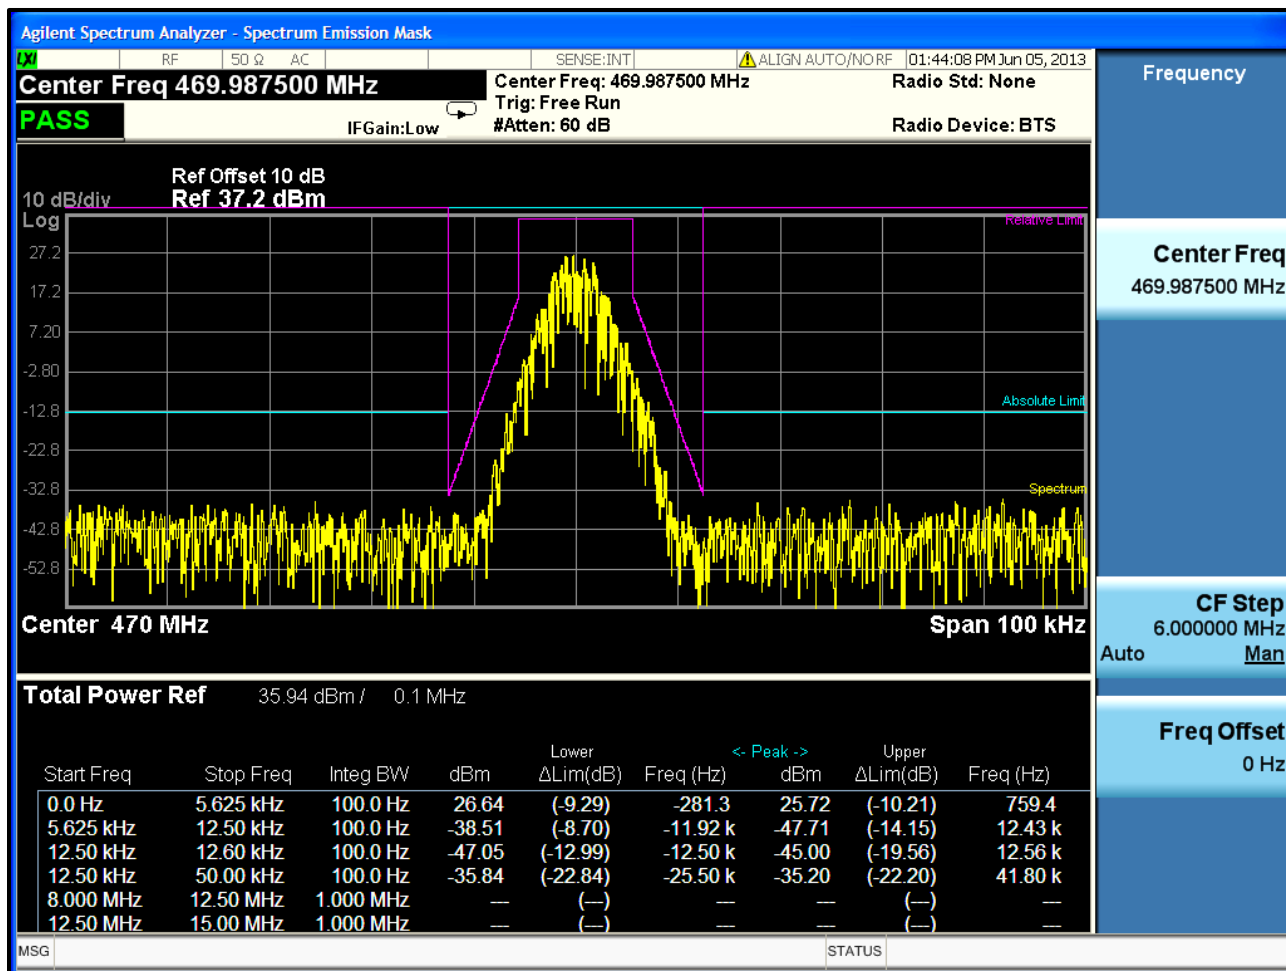 Agilent Spectrum Analyzer - Spectrum Emission Mask
LXI RF 50 Ω AC SENSE:INT ALIGN AUTO/NO RF 01:44:08 PM Jun 05, 2013
Center Freq 469.987500 MHz
Center Freq: 469.987500 MHz
Radio Std: None
Trig: Free Run
PASS
IFGain:Low
#Atten: 60 dB
Radio Device: BTS
Ref Offset 10 dB
10 dB/div Ref 37.2 dBm
Log
Relative Limit
27.2
17.2
7.20
-2.80
Absolute Limit
-12.8
-22.8
-32.8
Spectrum
-42.8
-52.8
Center 470 MHz Span 100 kHz
Total Power Ref 35.94 dBm / 0.1 MHz
Lower <- Peak -> Upper
Start Freq Stop Freq Integ BW dBm ΔLim(dB) Freq (Hz) dBm ΔLim(dB) Freq (Hz)
0.0 Hz 5.625 kHz 100.0 Hz 26.64 (-9.29) -281.3 25.72 (-10.21) 759.4
5.625 kHz 12.50 kHz 100.0 Hz -38.51 (-8.70) -11.92 k -47.71 (-14.15) 12.43 k
12.50 kHz 12.60 kHz 100.0 Hz -47.05 (-12.99) -12.50 k -45.00 (-19.56) 12.56 k
12.50 kHz 50.00 kHz 100.0 Hz -35.84 (-22.84) -25.50 k -35.20 (-22.20) 41.80 k
8.000 MHz 12.50 MHz 1.000 MHz --- (---) --- --- (---) ---
12.50 MHz 15.00 MHz 1.000 MHz --- (---) --- --- (---) ---
MSG STATUS
Frequency
Center Freq
469.987500 MHz
CF Step
6.000000 MHz
Auto Man
Freq Offset
0 Hz